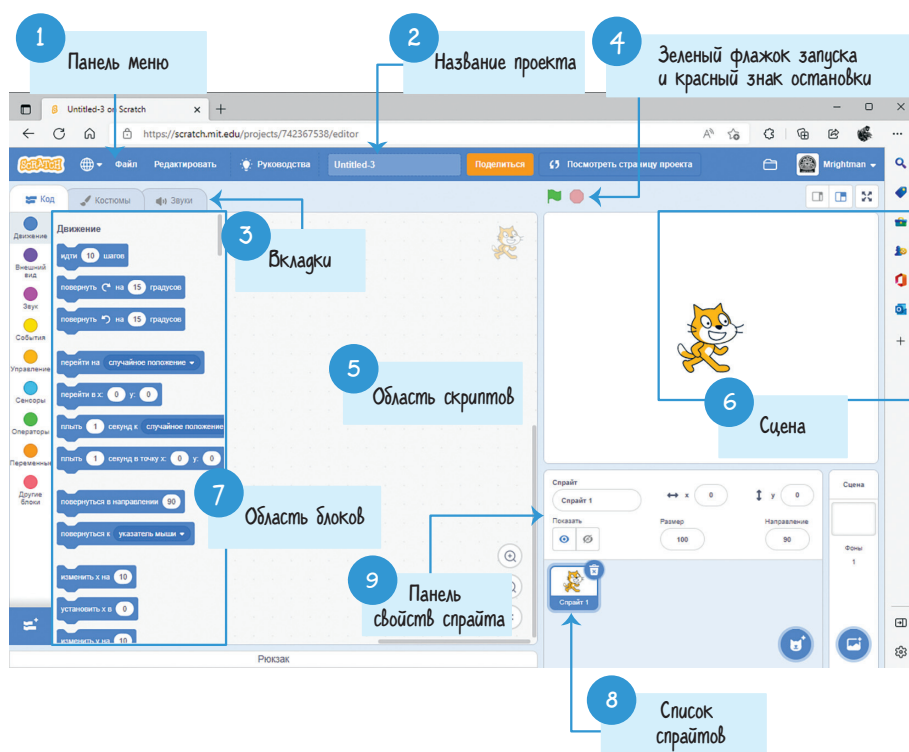 1
Панель меню
2
Название проекта
4
Зеленый флажок запуска
и красный знак остановки
Untitled-3 on Scratch
https://scratch.mit.edu/projects/742367538/editor
SCRATCH
Файл
Редактировать
Руководства
Untitled-3
Поделиться
Посмотреть страницу проекта
Mrightman
Код
Костюмы
Звуки
3
Вкладки
Движение
Внешний
вид
Звук
События
Управление
Сенсоры
Операторы
Переменные
Другие
блоки
Движение
идти 10 шагов
повернуть на 15 градусов
повернуть на 15 градусов
перейти на случайное положение
перейти в x: 0 y: 0
плыть 1 секунд к случайное положение
плыть 1 секунд в точку x: 0 y: 0
повернуться в направлении 90
повернуться к указатель мыши
изменить x на 10
установить x в 0
изменить y на 10
5
Область скриптов
6
Сцена
7
Область блоков
9
Панель
свойств спрайта
Спрайт
Спрайт 1
x 0
y 0
Показать
Размер
100
Направление
90
Спрайт 1
Сцена
Фоны
1
Рюкзак
8
Список
спрайтов